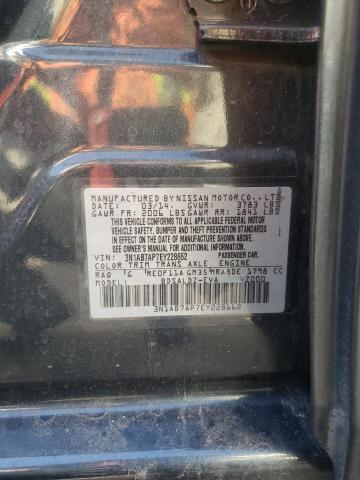 MANUFACTURED BY NISSAN MOTOR CO., LTD.
DATE: 03/14 GVWR: 3763 LBS
GAWR FR: 2006 LBS GAWR RR: 1841 LBS
THIS VEHICLE CONFORMS TO ALL APPLICABLE FEDERAL MOTOR
VEHICLE SAFETY, BUMPER, AND THEFT PREVENTION STANDARDS
IN EFFECT ON THE DATE OF MANUFACTURE SHOWN ABOVE.
SEE OWNER'S MANUAL FOR ADDITIONAL INFORMATION.
VIN: 3N1AB7AP7EY228662 PASSENGER CAR.
COLOR TRIM TRANS AXLE ENGINE
RAQ G RE0F11A GM35 MRA8DE 1798 CC
MODEL: BDSALDZ-EVA
3N1AB7AP7EY228662